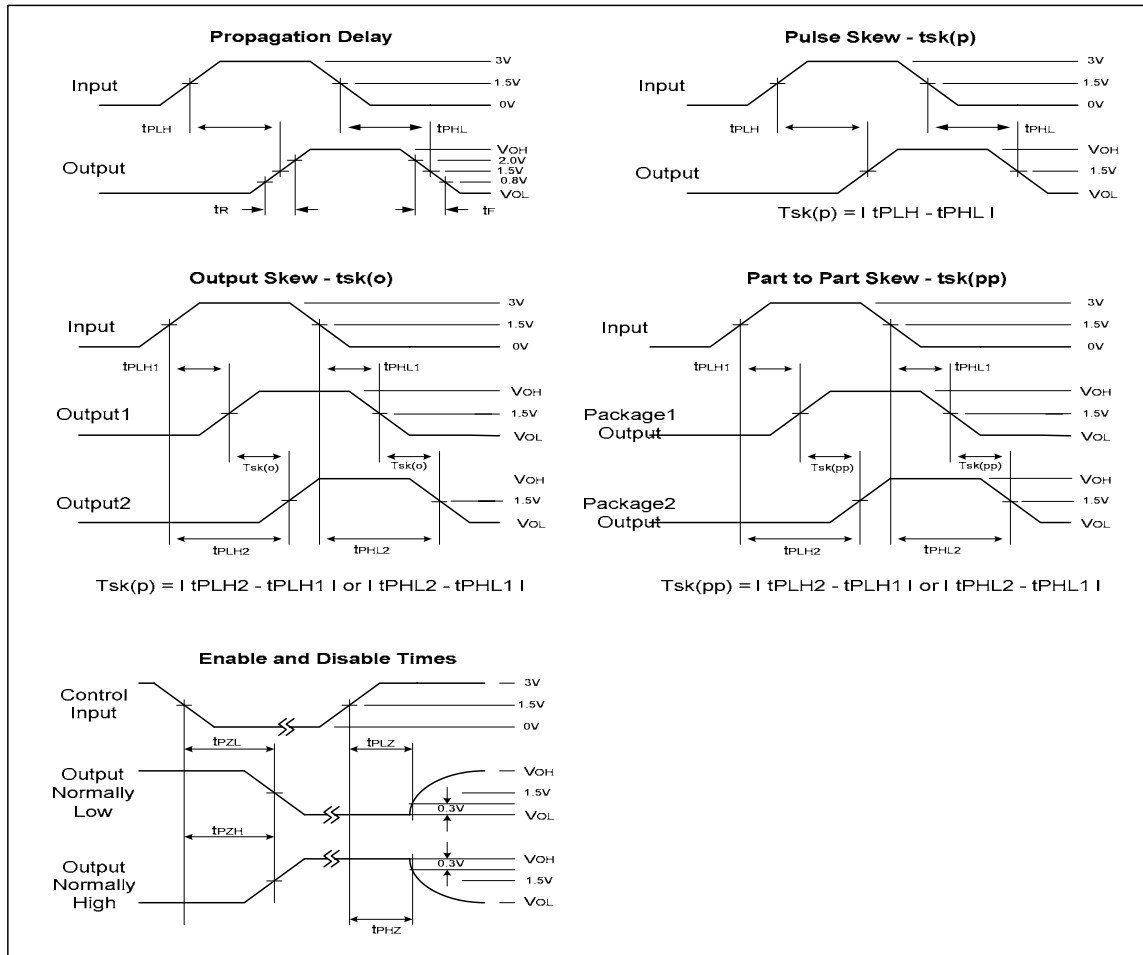 Propagation Delay
Input
3V
1.5V
0V
tPLH
tPHL
Output
VOH
2.0V
1.5V
0.8V
VOL
tR
tF
Pulse Skew - tsk(p)
Input
3V
1.5V
0V
tPLH
tPHL
Output
VOH
1.5V
VOL
Tsk(p) = I tPLH - tPHL I
Output Skew - tsk(o)
Input
3V
1.5V
0V
tPLH1
tPHL1
Output1
VOH
1.5V
VOL
Tsk(o)
Tsk(o)
Output2
VOH
1.5V
VOL
tPLH2
tPHL2
Tsk(p) = I tPLH2 - tPLH1 I or I tPHL2 - tPHL1 I
Part to Part Skew - tsk(pp)
Input
3V
1.5V
0V
tPLH1
tPHL1
Package1
Output
VOH
1.5V
VOL
Tsk(pp)
Tsk(pp)
Package2
Output
VOH
1.5V
VOL
tPLH2
tPHL2
Tsk(pp) = I tPLH2 - tPLH1 I or I tPHL2 - tPHL1 I
Enable and Disable Times
Control
Input
3V
1.5V
0V
tPZL
tPLZ
Output
Normally
Low
VOH
1.5V
0.3V
VOL
tPZH
Output
Normally
High
VOH
0.3V
1.5V
VOL
tPHZ